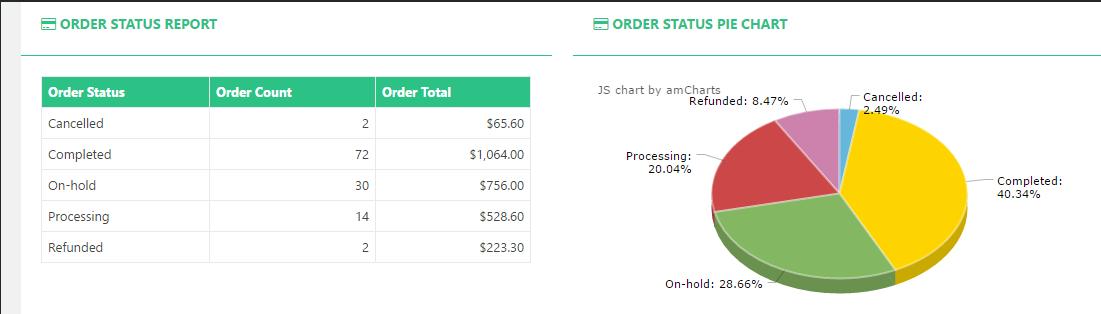 ORDER STATUS REPORT
Order Status Order Count Order Total
Cancelled 2 $65.60
Completed 72 $1,064.00
On-hold 30 $756.00
Processing 14 $528.60
Refunded 2 $223.30
ORDER STATUS PIE CHART
JS chart by amCharts
Refunded: 8.47%
Cancelled:
2.49%
Processing:
20.04%
Completed:
40.34%
On-hold: 28.66%